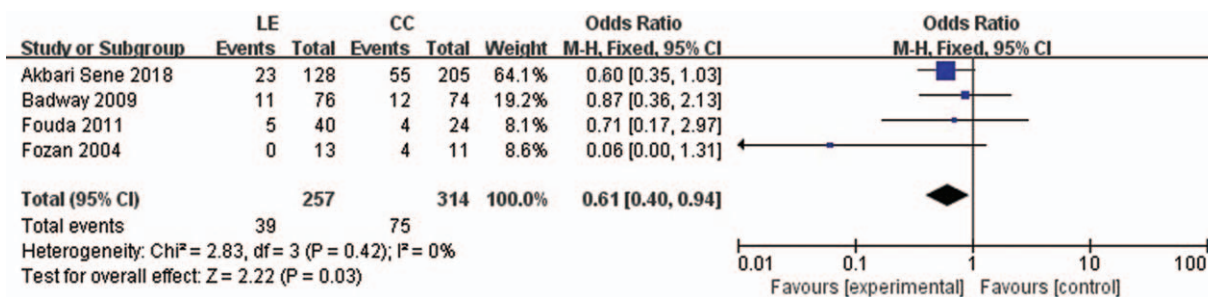 LE CC Odds Ratio Odds Ratio
Study or Subgroup Events Total Events Total Weight M-H, Fixed, 95% CI M-H, Fixed, 95% CI
Akbari Sene 2018 23 128 55 205 64.1% 0.60 [0.35, 1.03]
Badway 2009 11 76 12 74 19.2% 0.87 [0.36, 2.13]
Fouda 2011 5 40 4 24 8.1% 0.71 [0.17, 2.97]
Fozan 2004 0 13 4 11 8.6% 0.06 [0.00, 1.31]
Total (95% CI) 257 314 100.0% 0.61 [0.40, 0.94]
Total events 39 75
Heterogeneity: Chi² = 2.83, df = 3 (P = 0.42); I² = 0%
Test for overall effect: Z = 2.22 (P = 0.03)
0.01 0.1 1 10 100
Favours [experimental] Favours [control]